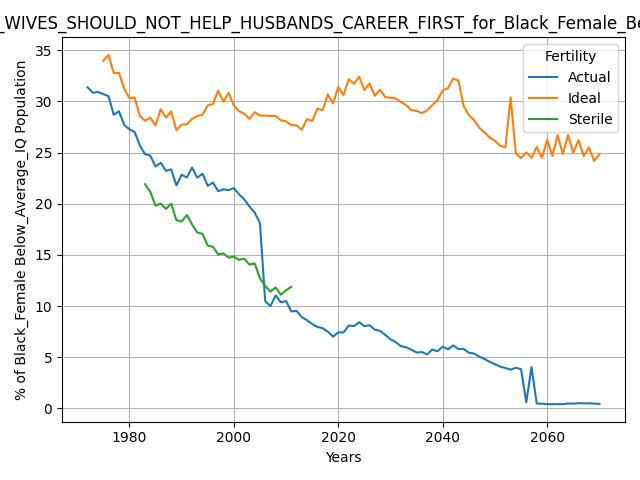 _WIVES_SHOULD_NOT_HELP_HUSBANDS_CAREER_FIRST_for_Black_Female_Be
% of Black_Female Below_Average_IQ Population
35
30
25
20
15
10
5
0
Fertility
Actual
Ideal
Sterile
1980
2000
2020
2040
2060
Years